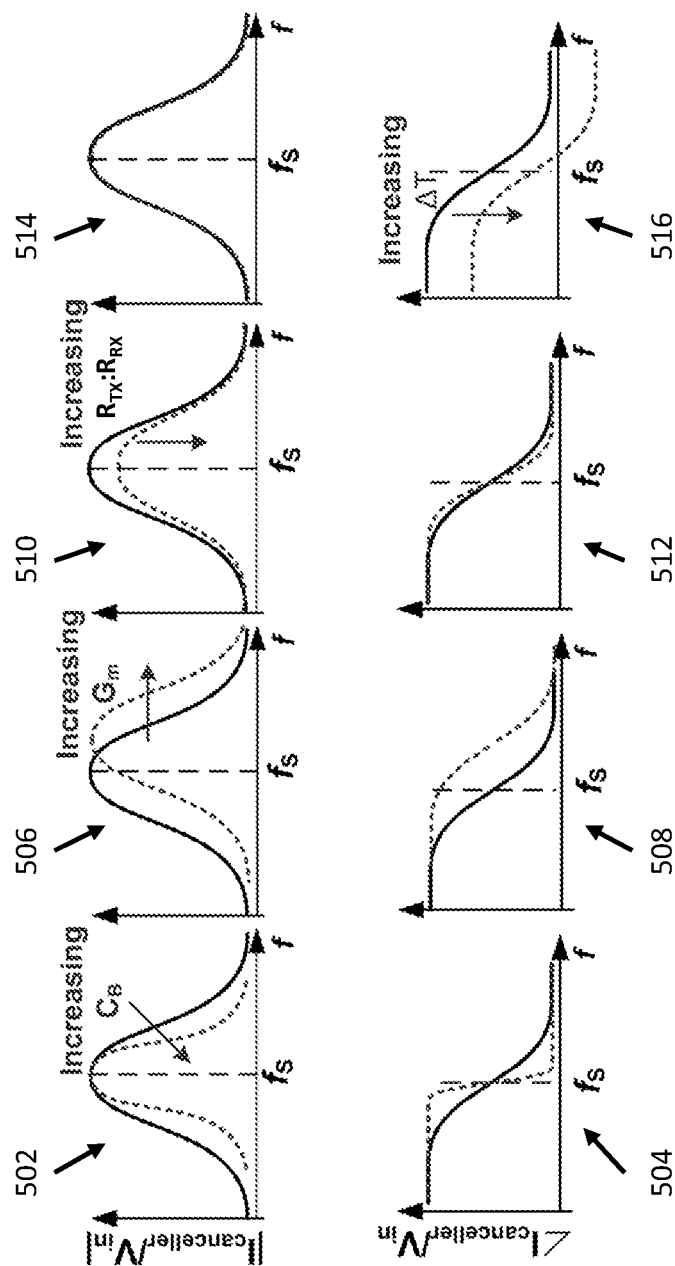 502
Increasing
C_B
f_S
f
|I_canceller/V_in|
506
Increasing
G_m
f_S
f
510
Increasing
R_TX:R_RX
f_S
f
514
f_S
f
∠I_canceller/V_in
f_S
f
504
f_S
f
508
f_S
f
512
Increasing
ΔT
f_S
f
516